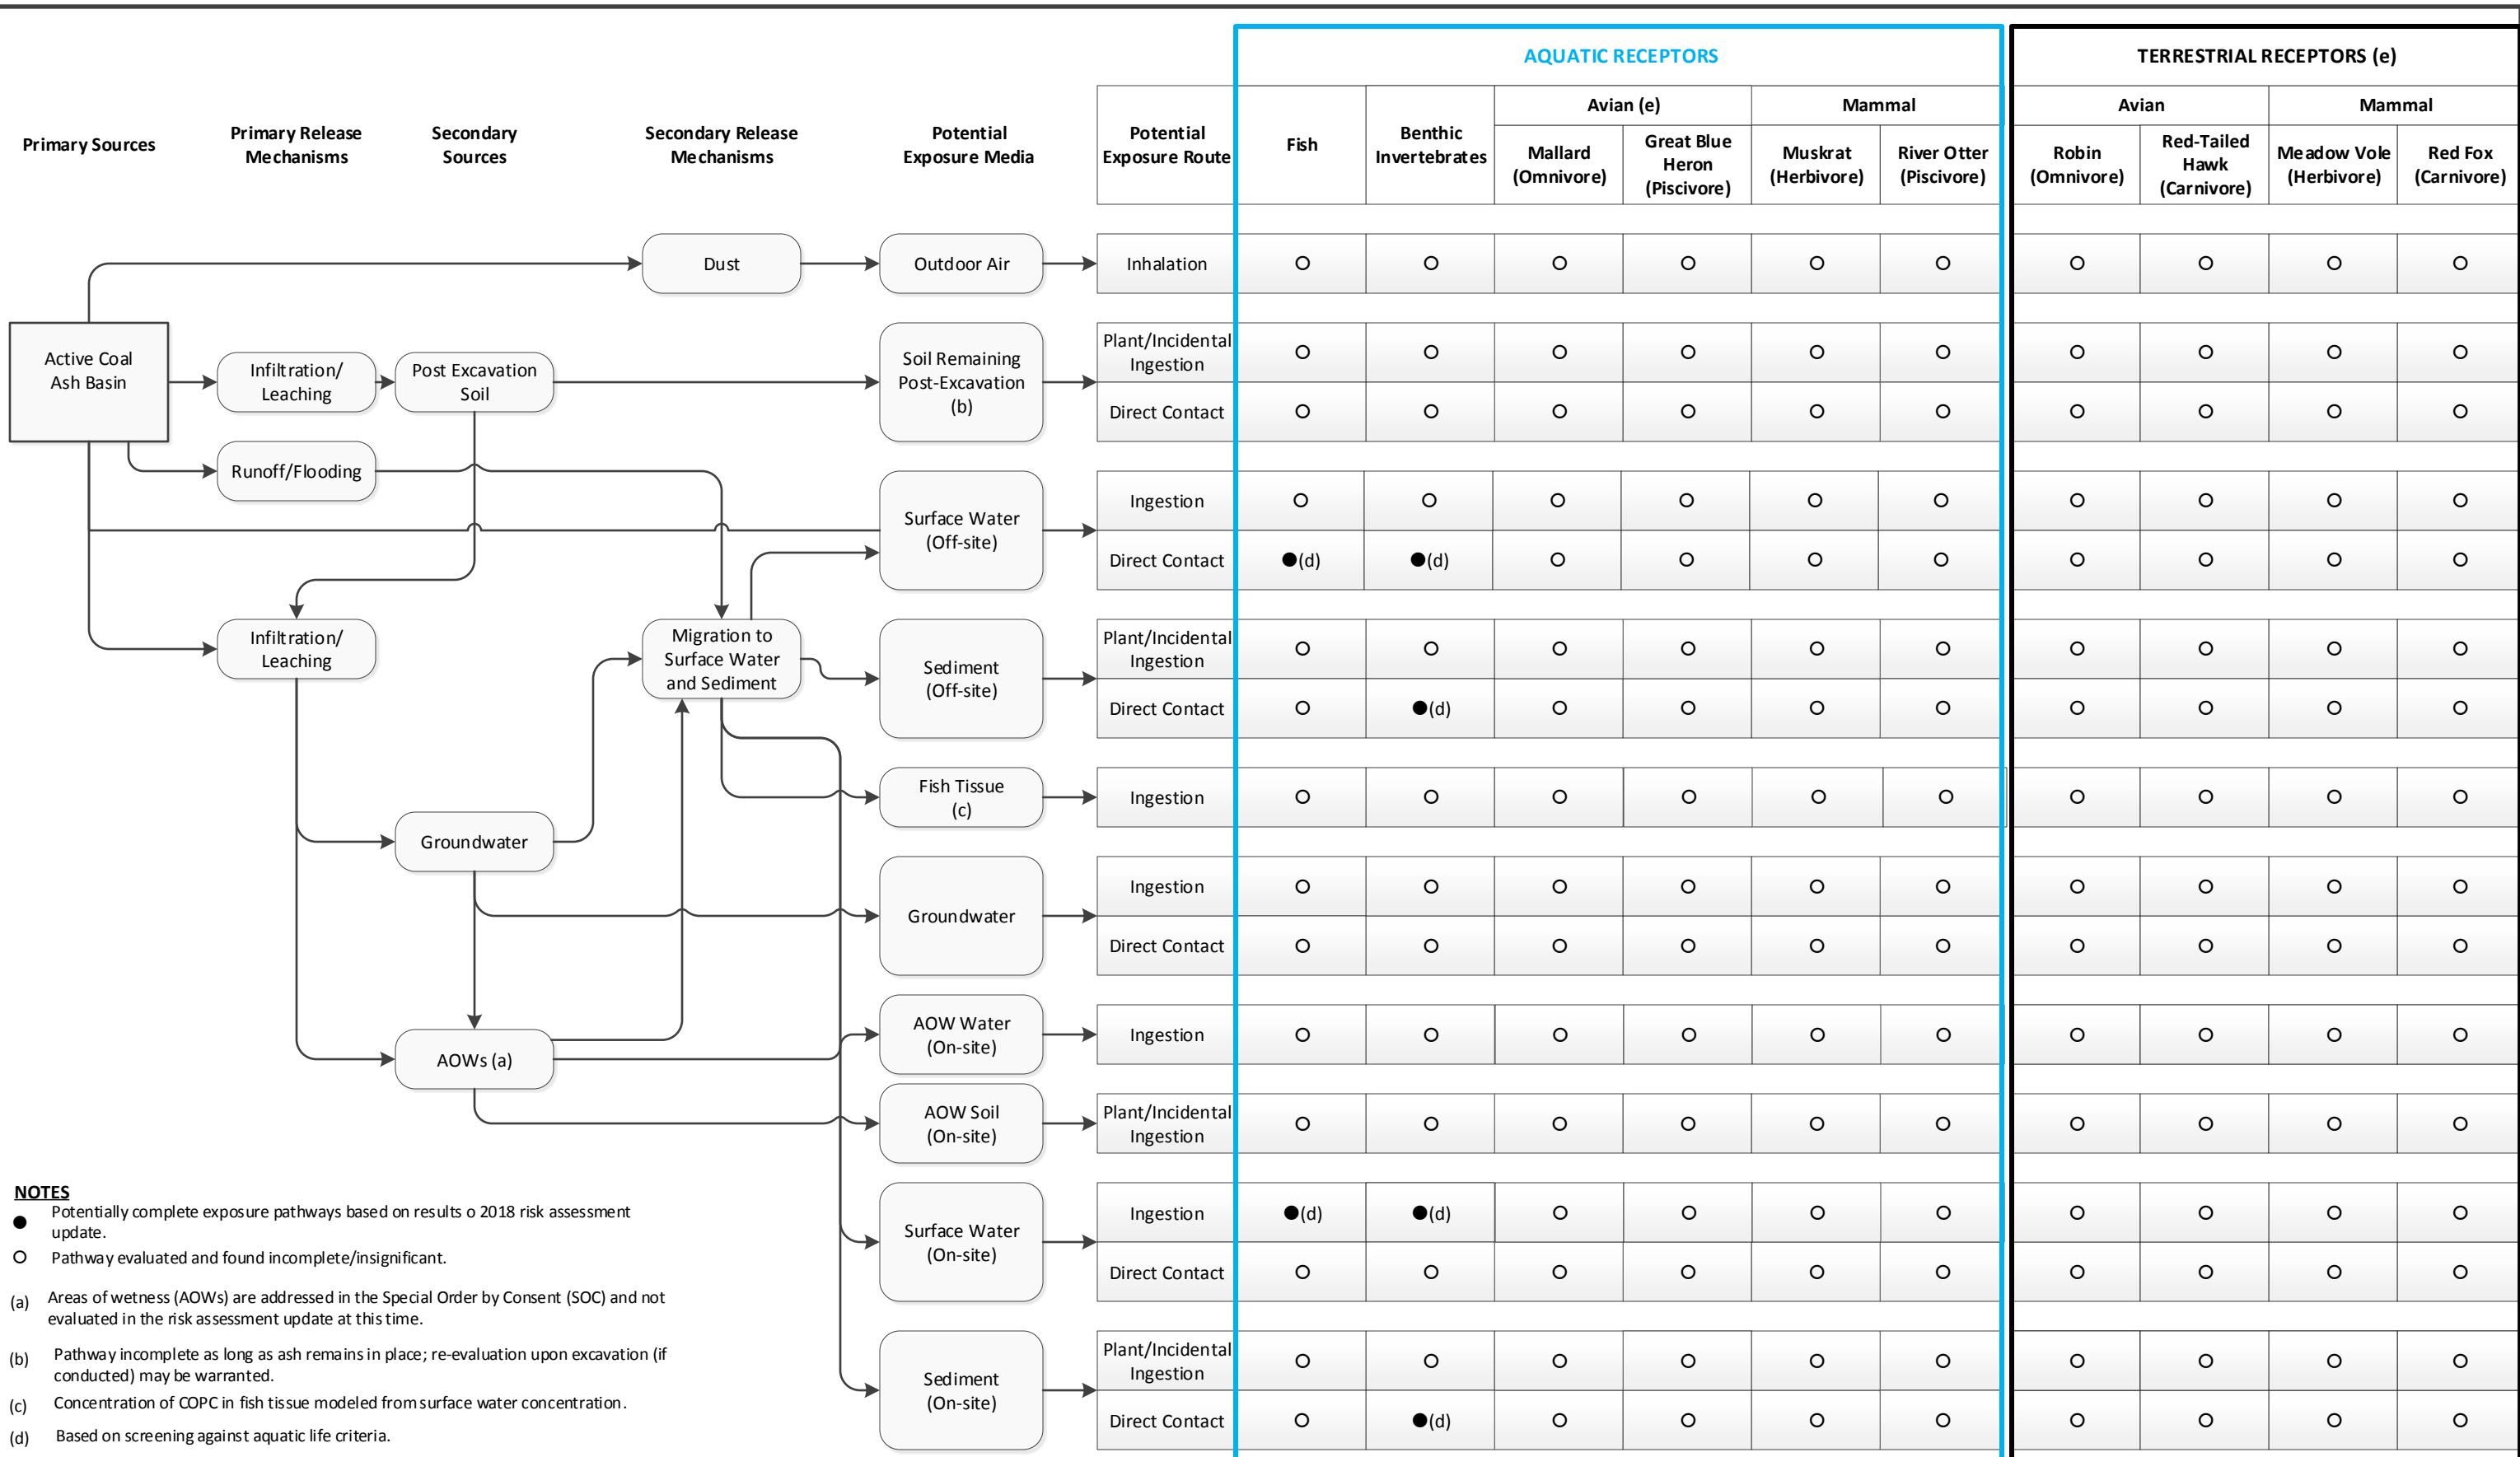 AQUATIC RECEPTORS
TERRESTRIAL RECEPTORS (e)
Primary Sources
Primary Release
Mechanisms
Secondary
Sources
Secondary Release
Mechanisms
Potential
Exposure Media
Potential
Exposure Route
Fish
Benthic
Invertebrates
Avian (e)
Mallard
(Omnivore)
Great Blue
Heron
(Piscivore)
Mammal
Muskrat
(Herbivore)
River Otter
(Piscivore)
Avian
Robin
(Omnivore)
Red-Tailed
Hawk
(Carnivore)
Mammal
Meadow Vole
(Herbivore)
Red Fox
(Carnivore)
Dust
Outdoor Air
Inhalation
Active Coal
Ash Basin
Infiltration/
Leaching
Post Excavation
Soil
Soil Remaining
Post-Excavation
(b)
Plant/Incidental
Ingestion
Direct Contact
Runoff/Flooding
Surface Water
(Off-site)
Ingestion
Direct Contact
(d)
(d)
Infiltration/
Leaching
Migration to
Surface Water
and Sediment
Sediment
(Off-site)
Plant/Incidental
Ingestion
Direct Contact
(d)
Fish Tissue
(c)
Ingestion
Groundwater
Groundwater
Ingestion
Direct Contact
AOWs (a)
AOW Water
(On-site)
Ingestion
AOW Soil
(On-site)
Plant/Incidental
Ingestion
Surface Water
(On-site)
Ingestion
(d)
(d)
Direct Contact
Sediment
(On-site)
Plant/Incidental
Ingestion
Direct Contact
(d)
NOTES
Potentially complete exposure pathways based on results o 2018 risk assessment
update.
Pathway evaluated and found incomplete/insignificant.
(a) Areas of wetness (AOWs) are addressed in the Special Order by Consent (SOC) and not
evaluated in the risk assessment update at this time.
(b) Pathway incomplete as long as ash remains in place; re-evaluation upon excavation (if
conducted) may be warranted.
(c) Concentration of COPC in fish tissue modeled from surface water concentration.
(d) Based on screening against aquatic life criteria.